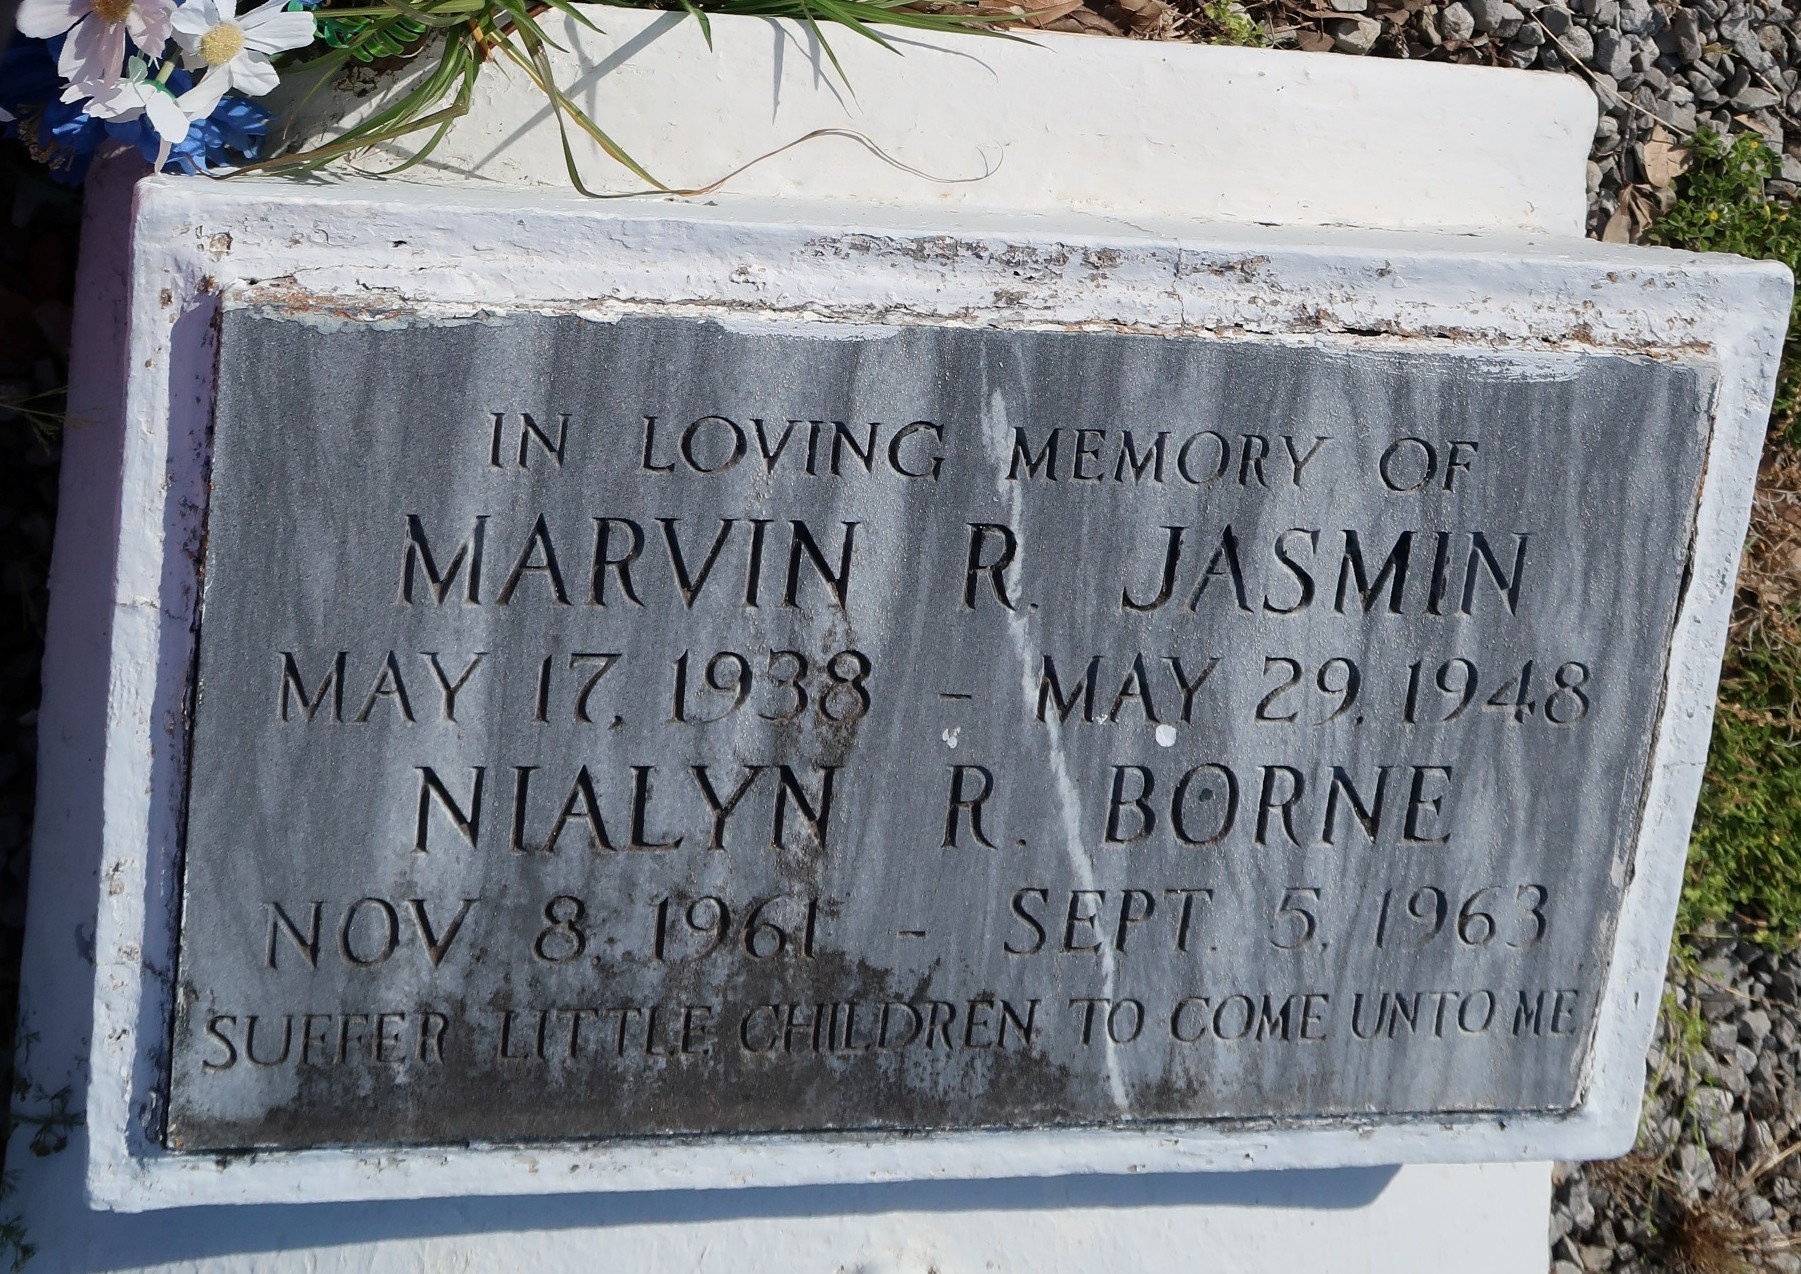 IN LOVING MEMORY OF
MARVIN R. JASMIN
MAY 17, 1938 - MAY 29, 1948
NIALYN R. BORNE
NOV 8, 1961 - SEPT. 5, 1963
SUFFER LITTLE CHILDREN TO COME UNTO ME